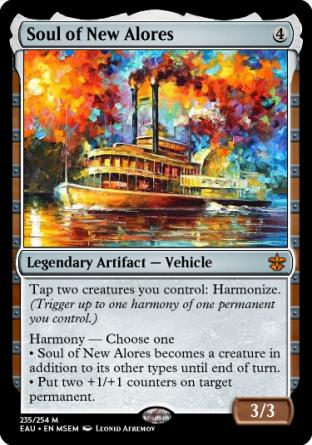 Soul of New Alores 4
Legendary Artifact — Vehicle
Tap two creatures you control: Harmonize.
(Trigger up to one harmony of one permanent
you control.)
Harmony — Choose one
• Soul of New Alores becomes a creature in
addition to its other types until end of turn.
• Put two +1/+1 counters on target
permanent.
3/3
235/254 M
EAU • EN MSEM Leonid Afremov